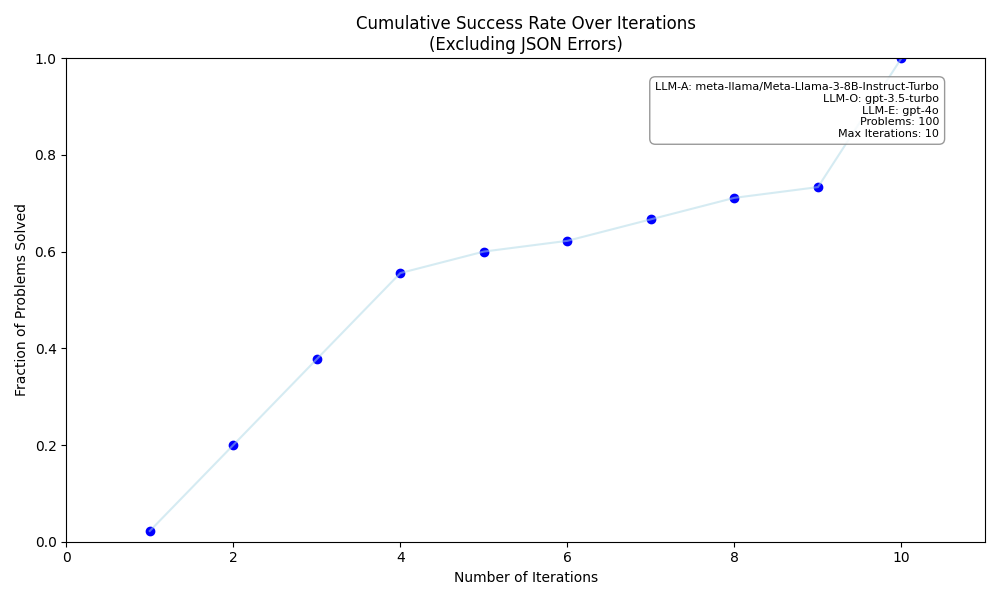 Cumulative Success Rate Over Iterations
(Excluding JSON Errors)
LLM-A: meta-llama/Meta-Llama-3-8B-Instruct-Turbo
LLM-O: gpt-3.5-turbo
LLM-E: gpt-4o
Problems: 100
Max Iterations: 10
Fraction of Problems Solved
1.0
0.8
0.6
0.4
0.2
0.0
0 2 4 6 8 10
Number of Iterations